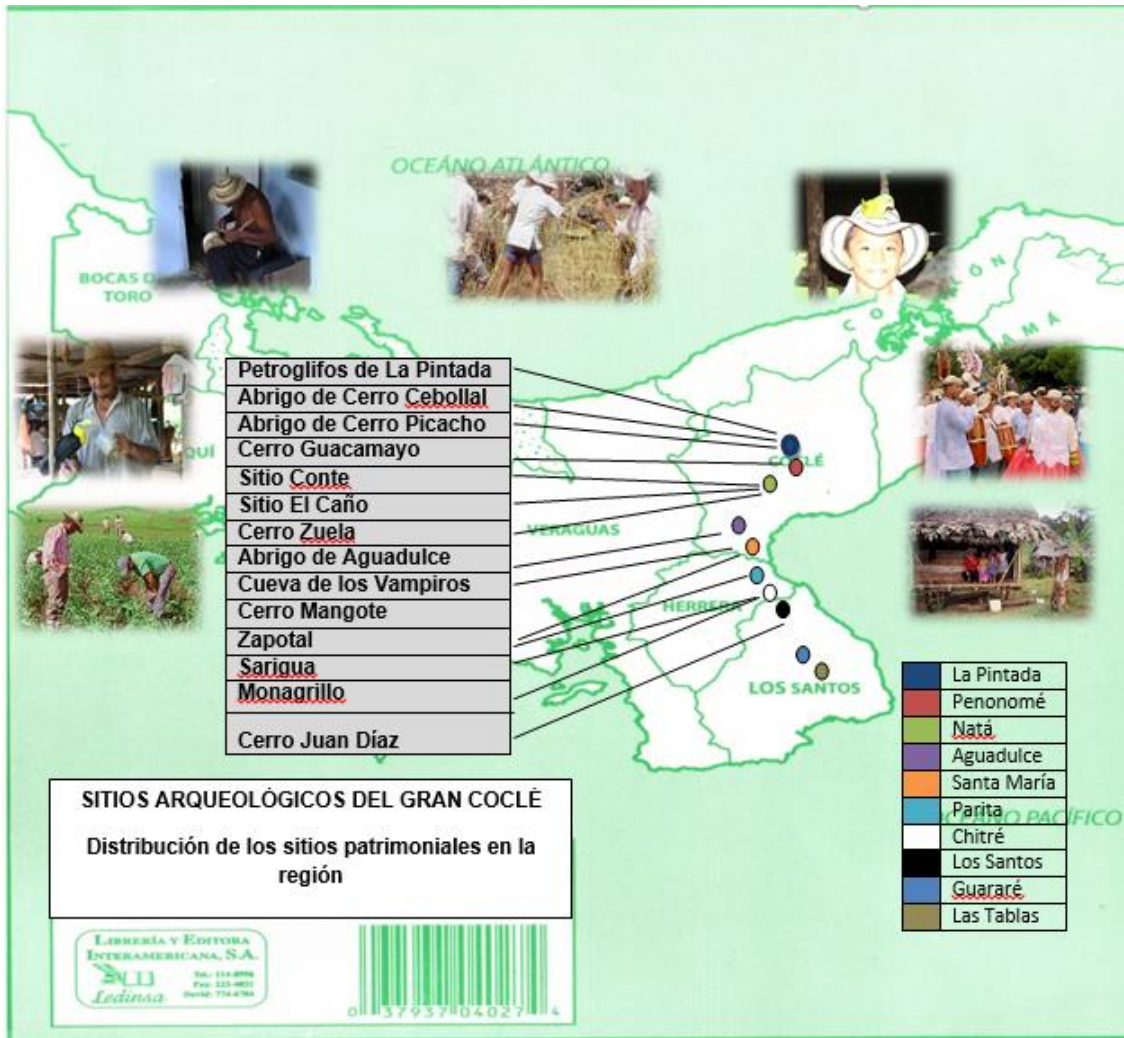 OCEÁNO ATLÁNTICO
BOCAS D
TORO
COLÓN
AMÁ
QUÍ
Petroglifos de La Pintada
Abrigo de Cerro Cebollal
Abrigo de Cerro Picacho
Cerro Guacamayo
Sitio Conte
Sitio El Caño
Cerro Zuela
Abrigo de Aguadulce
Cueva de los Vampiros
Cerro Mangote
Zapotal
Sarigua
Monagrillo
Cerro Juan Díaz
COCLÉ
VERAGUAS
HERRERA
LOS SANTOS
La Pintada
Penonomé
Natá
Aguadulce
Santa María
Parita
Chitré
Los Santos
Guararé
Las Tablas
OCEÁNO PACÍFICO
SITIOS ARQUEOLÓGICOS DEL GRAN COCLÉ
Distribución de los sitios patrimoniales en la
región
LIBRERÍA Y EDITORA
INTERAMERICANA, S.A.
Ledinsa
0 37937 04027 4